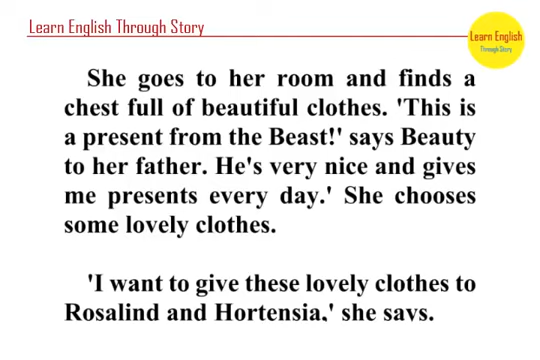 Learn English Through Story
Learn English
Through Story
She goes to her room and finds a
chest full of beautiful clothes. 'This is
a present from the Beast!' says Beauty
to her father. He's very nice and gives
me presents every day.' She chooses
some lovely clothes.
'I want to give these lovely clothes to
Rosalind and Hortensia,' she says.